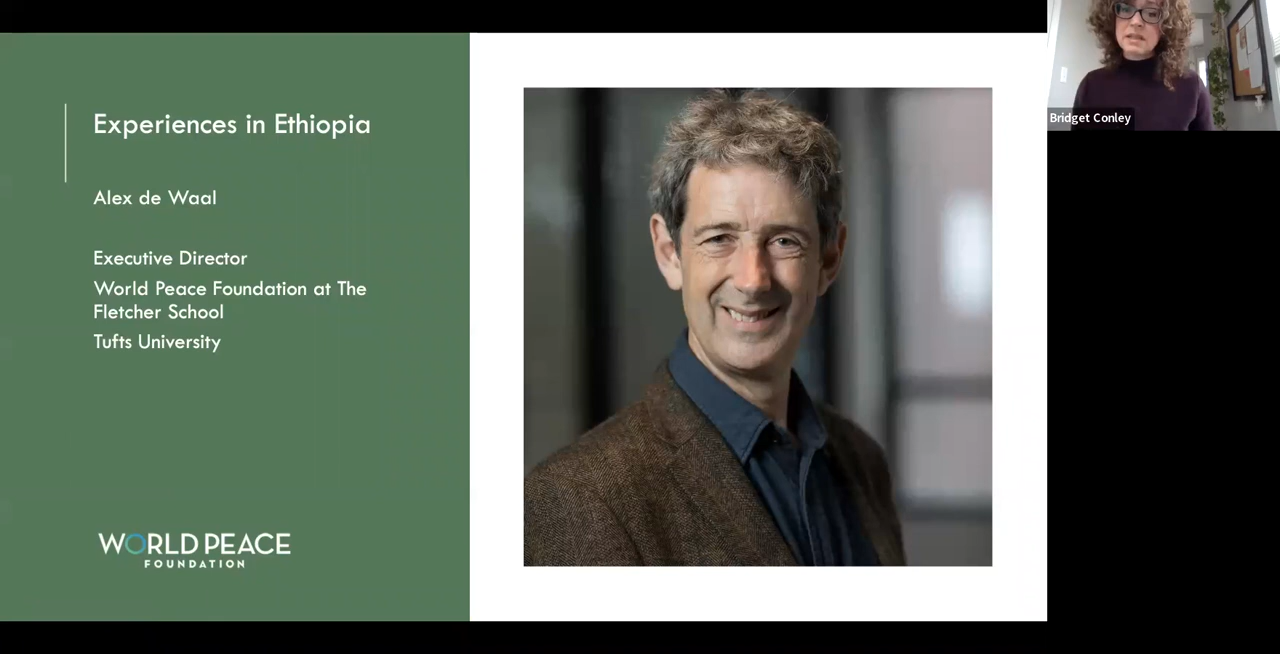 Experiences in Ethiopia
Alex de Waal
Executive Director
World Peace Foundation at The
Fletcher School
Tufts University
WORLD PEACE
FOUNDATION
Bridget Conley